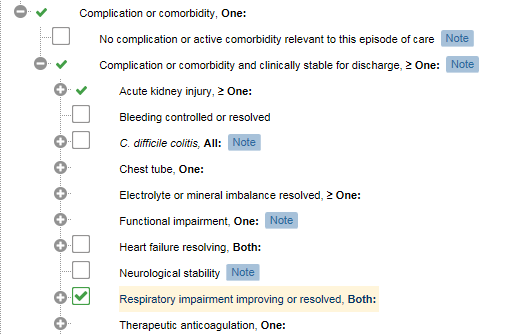 Complication or comorbidity, One:
No complication or active comorbidity relevant to this episode of care Note
Complication or comorbidity and clinically stable for discharge, ≥ One: Note
Acute kidney injury, ≥ One:
Bleeding controlled or resolved
C. difficile colitis, All: Note
Chest tube, One:
Electrolyte or mineral imbalance resolved, ≥ One:
Functional impairment, One: Note
Heart failure resolving, Both:
Neurological stability Note
Respiratory impairment improving or resolved, Both:
Therapeutic anticoagulation, One: